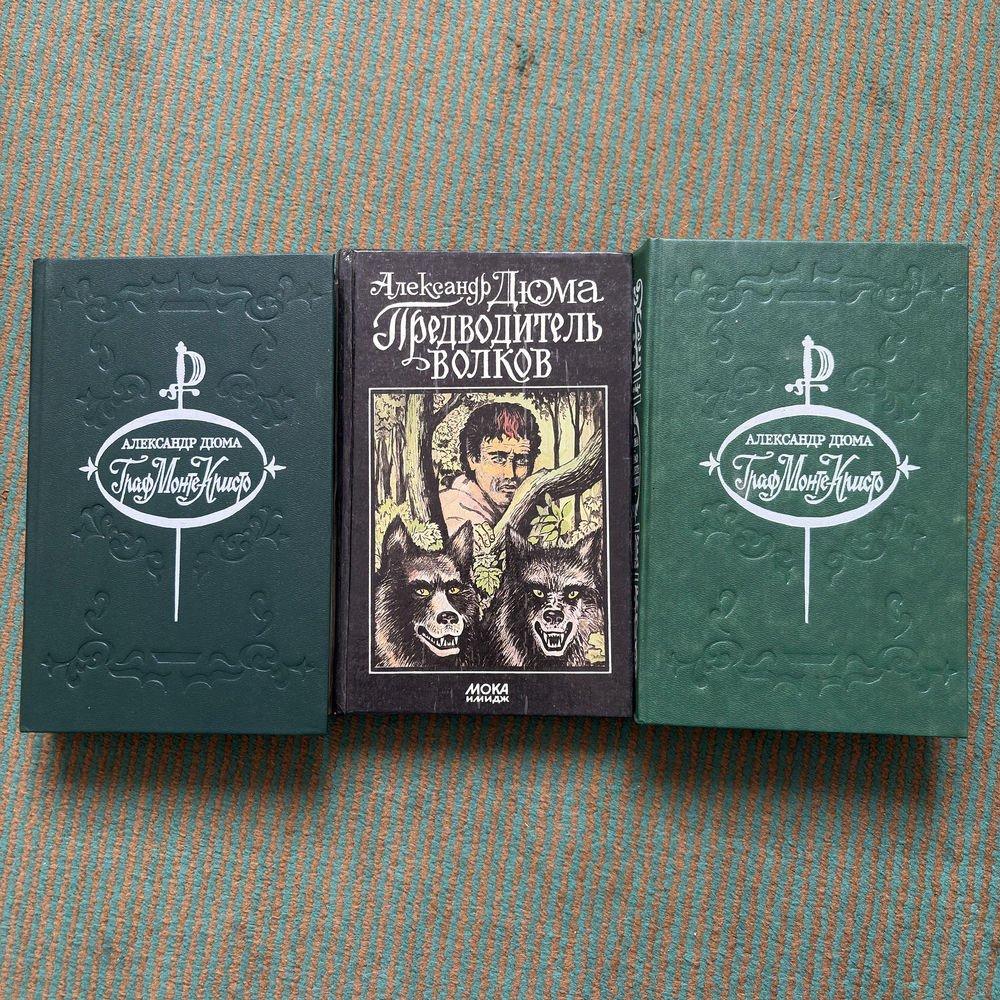 АЛЕКСАНДР ДЮМА
Граф Монте-Кристо
Александр Дюма
Предводитель
волков
МОКА
ИМИДЖ
АЛЕКСАНДР ДЮМА
Граф Монте-Кристо